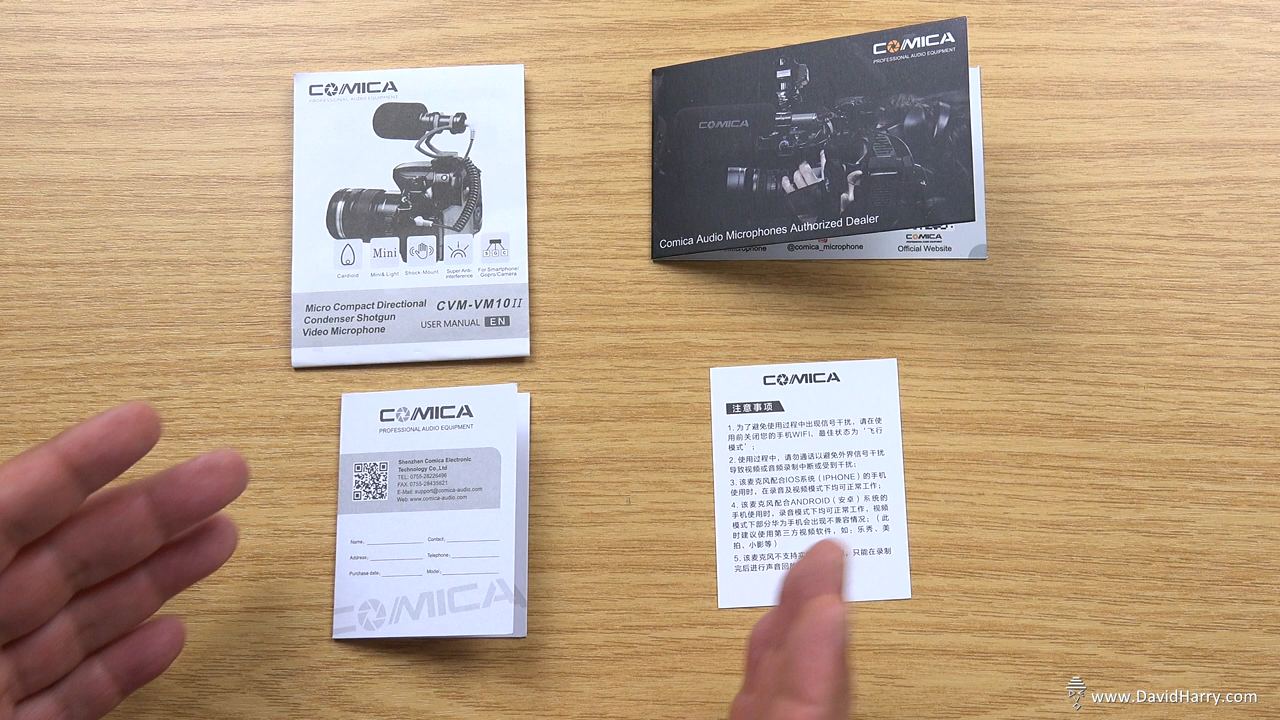 COMICA
PROFESSIONAL AUDIO EQUIPMENT
Cardioid
Mini
Mini& Light
Shock-Mount
Super Anti-
interference
For Smartphone/
Gopro/Camera
Micro Compact Directional
Condenser Shotgun
Video Microphone
CVM-VM10II
USER MANUAL EN
COMICA
PROFESSIONAL AUDIO EQUIPMENT
COMICA
Comica Audio Microphones Authorized Dealer
@comica_microphone
COMICA
Official Website
COMICA
PROFESSIONAL AUDIO EQUIPMENT
Shenzhen Comica Electronic
Technology Co.,Ltd
TEL: 0755-28226496
FAX: 0755-28435621
E-Mail: support@comica-audio.com
Web: www.comica-audio.com
Name: Contact:
Address: Telephone:
Purchase date: Model:
COMICA
COMICA
注意事项
1. 为了避免使用过程中出现信号干扰，请在使
用前关闭您的手机WIFI，最佳状态为‘飞行
模式’；
2. 使用过程中，请勿通话以避免外界信号干扰
导致视频或音频录制中断或受到干扰；
3. 该麦克风配合IOS系统（IPHONE）的手机
使用时，在录音及视频模式下均可正常工作；
4. 该麦克风配合ANDROID（安卓）系统的
手机使用时，录音模式下均可正常工作，视频
模式下部分华为手机会出现不兼容情况；（此
时建议使用第三方视频软件，如：乐秀、美
拍、小影等）
5. 该麦克风不支持 只能在录制
完后进行声音回
www.DavidHarry.com